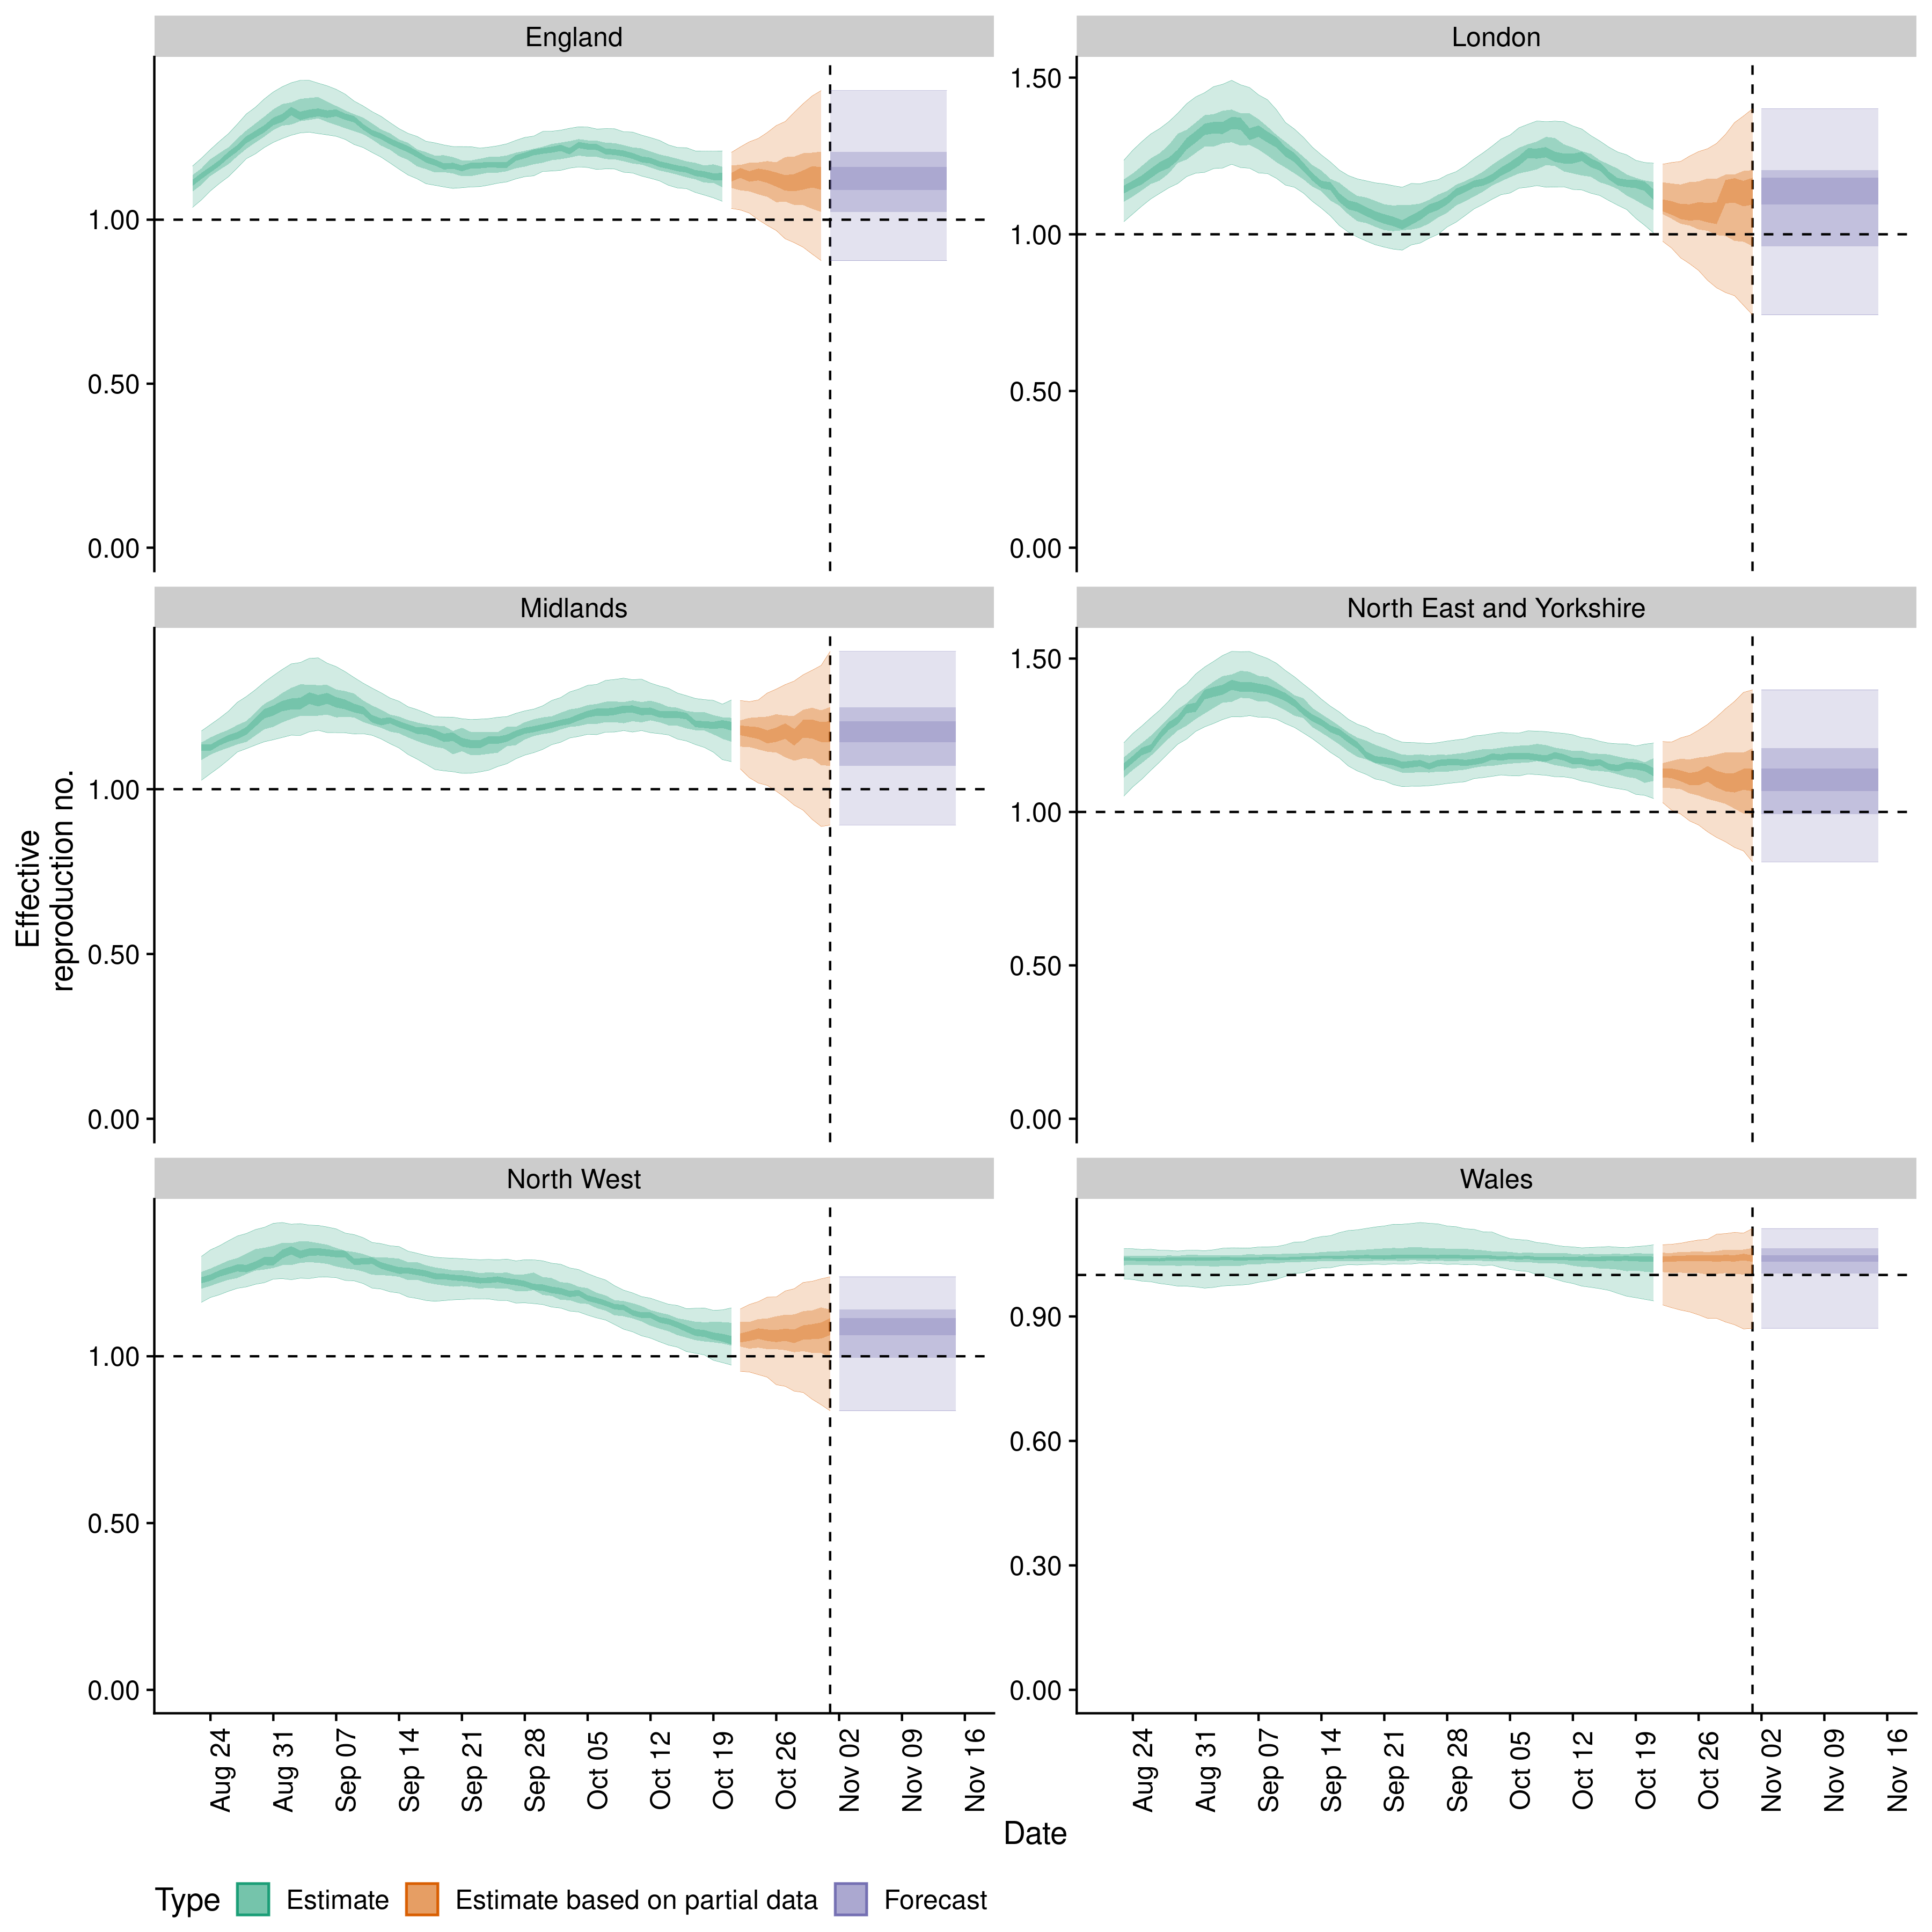 England
London
1.00
0.50
0.00
1.50
1.00
0.50
0.00
Midlands
North East and Yorkshire
1.00
0.50
0.00
1.50
1.00
0.50
0.00
Effective
reproduction no.
North West
Wales
1.00
0.50
0.00
0.90
0.60
0.30
0.00
Aug 24
Aug 31
Sep 07
Sep 14
Sep 21
Sep 28
Oct 05
Oct 12
Oct 19
Oct 26
Nov 02
Nov 09
Nov 16
Aug 24
Aug 31
Sep 07
Sep 14
Sep 21
Sep 28
Oct 05
Oct 12
Oct 19
Oct 26
Nov 02
Nov 09
Nov 16
Date
Type Estimate Estimate based on partial data Forecast